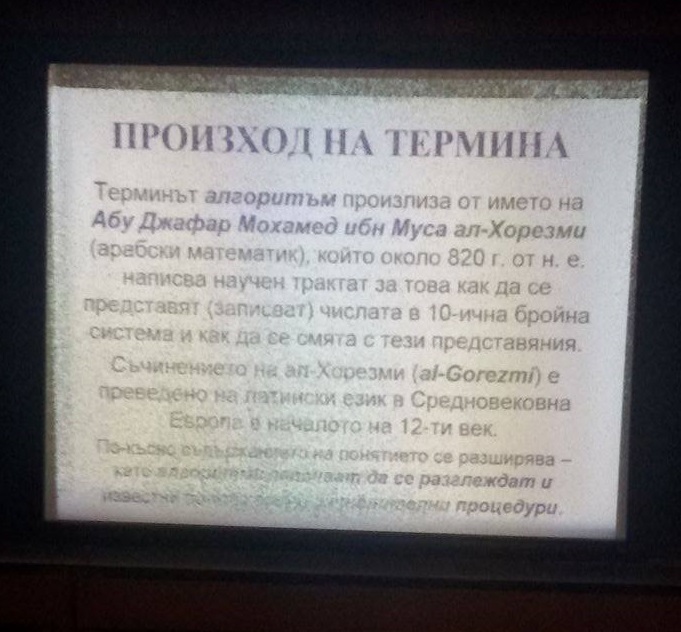 ПРОИЗХОД НА ТЕРМИНА
Терминът алгоритъм произлиза от името на
Абу Джафар Мохамед ибн Муса ал-Хорезми
(арабски математик), който около 820 г. от н. е.
написва научен трактат за това как да се
представят (записват) числата в 10-ична бройна
система и как да се смята с тези представяния.
Съчинението на ал-Хорезми (al-Gorezmi) е
преведено на латински език в Средновековна
Европа в началото на 12-ти век.
По-късно съдържанието на понятието се разширява –
като да се разглеждат и
известни процедури.